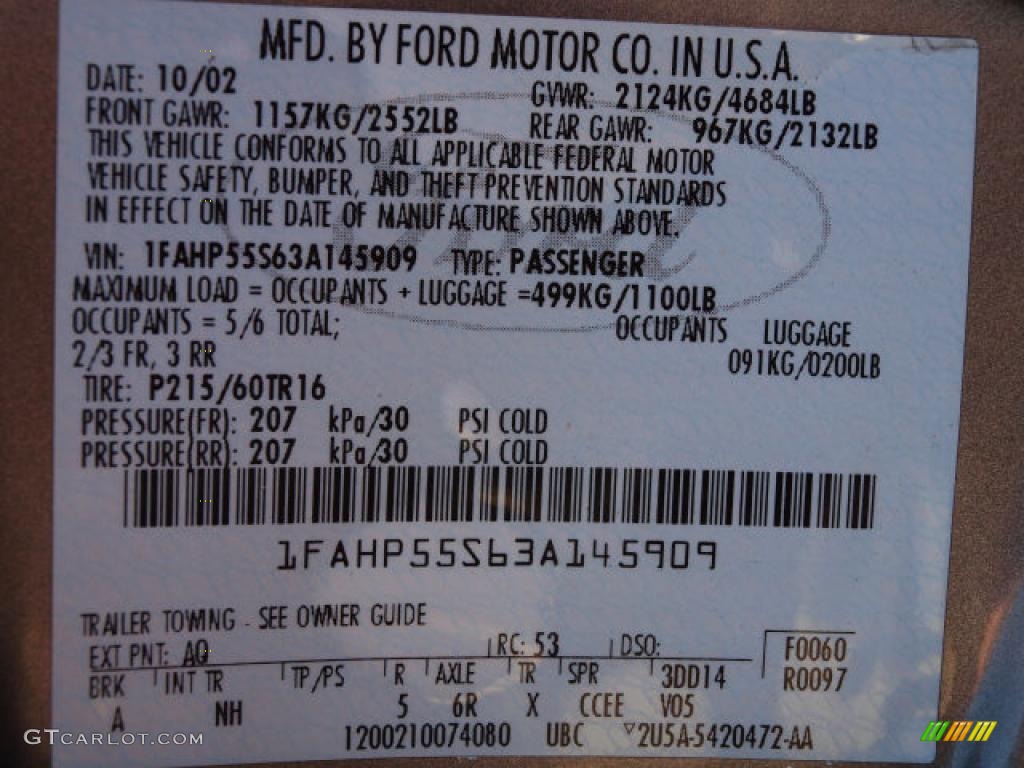 MFD. BY FORD MOTOR CO. IN U.S.A.
DATE: 10/02 GVWR: 2124KG/4684LB
FRONT GAWR: 1157KG/2552LB REAR GAWR: 967KG/2132LB
THIS VEHICLE CONFORMS TO ALL APPLICABLE FEDERAL MOTOR
VEHICLE SAFETY, BUMPER, AND THEFT PREVENTION STANDARDS
IN EFFECT ON THE DATE OF MANUFACTURE SHOWN ABOVE.
VIN: 1FAHP55S63A145909 TYPE: PASSENGER
MAXIMUM LOAD = OCCUPANTS + LUGGAGE =499KG/1100LB
OCCUPANTS = 5/6 TOTAL; OCCUPANTS LUGGAGE
2/3 FR, 3 RR 091KG/0200LB
TIRE: P215/60TR16
PRESSURE(FR): 207 kPa/30 PSI COLD
PRESSURE(RR): 207 kPa/30 PSI COLD
1FAHP55S63A145909
TRAILER TOWING - SEE OWNER GUIDE
EXT PNT: AQ RC: 53 DSO: F0060
BRK INT TR TP/PS R AXLE TR SPR 3DD14 R0097
A NH 5 6R X CCEE V05
1200210074080 UBC ▽2U5A-5420472-AA
GTCARLOT.COM